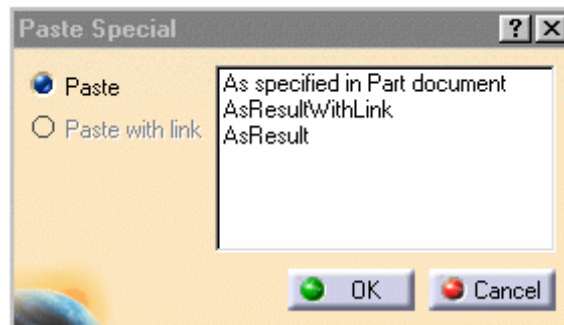 Paste Special
Paste
Paste with link
As specified in Part document
AsResultWithLink
AsResult
OK
Cancel